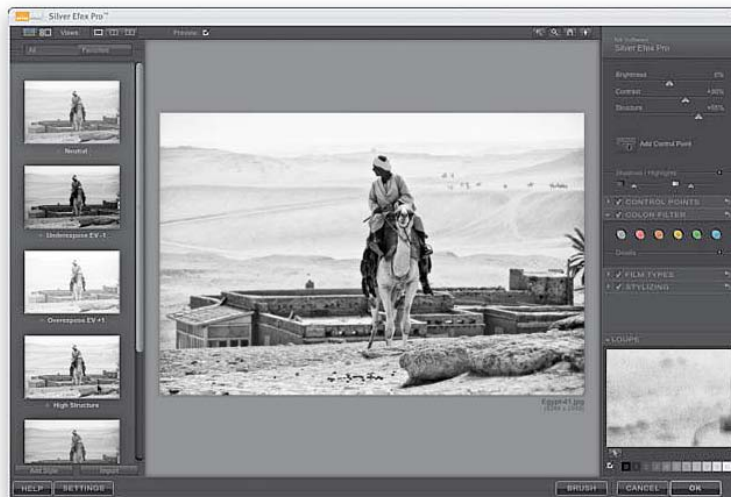 Silver Efex Pro™
Views:
Preview:
All
Favorites
Neutral
Underexpose EV -1
Overexpose EV +1
High Structure
Add Style
Import
HELP
SETTINGS
Egypt-41.jpg
Nik Software
Silver Efex Pro
Brightness
Contrast
Structure
Add Control Point
Shadows / Highlights
CONTROL POINTS
COLOR FILTER
Details
FILM TYPES
STYLIZING
LOUPE
BRUSH
CANCEL
OK